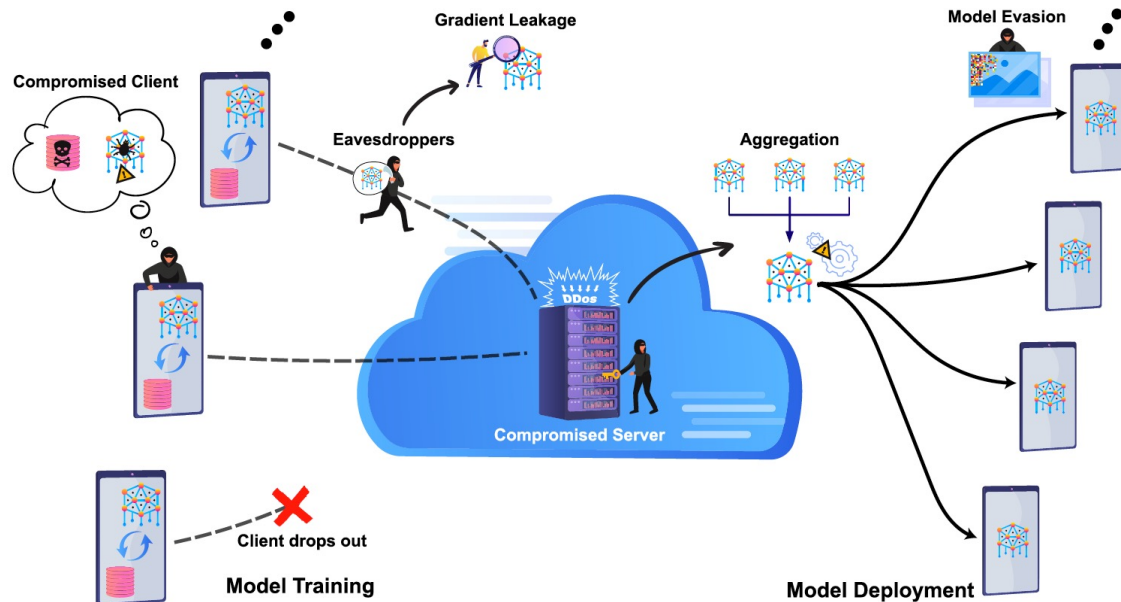 Gradient Leakage
Model Evasion
Compromised Client
Eavesdroppers
Aggregation
DDos
Compromised Server
Client drops out
Model Training
Model Deployment